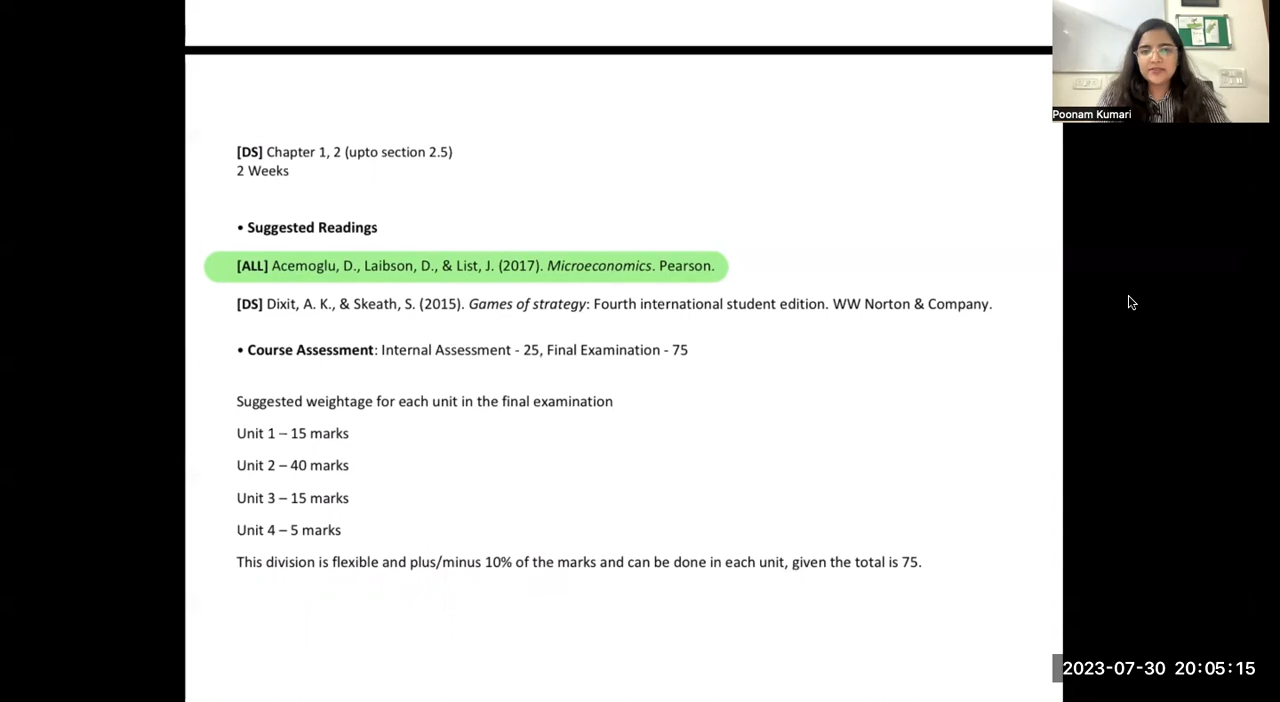 Poonam Kumari
[DS] Chapter 1, 2 (upto section 2.5)
2 Weeks
• Suggested Readings
[ALL] Acemoglu, D., Laibson, D., & List, J. (2017). Microeconomics. Pearson.
[DS] Dixit, A. K., & Skeath, S. (2015). Games of strategy: Fourth international student edition. WW Norton & Company.
• Course Assessment: Internal Assessment - 25, Final Examination - 75
Suggested weightage for each unit in the final examination
Unit 1 – 15 marks
Unit 2 – 40 marks
Unit 3 – 15 marks
Unit 4 – 5 marks
This division is flexible and plus/minus 10% of the marks and can be done in each unit, given the total is 75.
2023-07-30 20:05:15